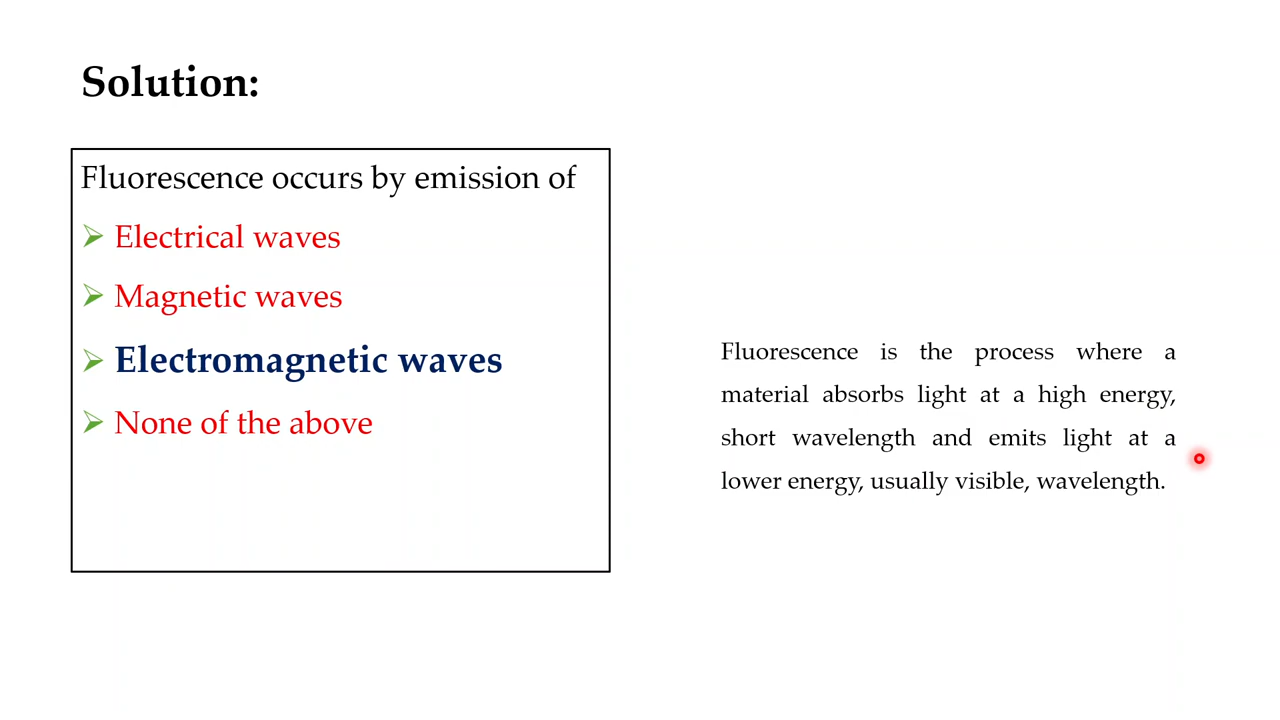 Solution:
Fluorescence occurs by emission of
Electrical waves
Magnetic waves
Electromagnetic waves
None of the above
Fluorescence is the process where a
material absorbs light at a high energy,
short wavelength and emits light at a
lower energy, usually visible, wavelength.